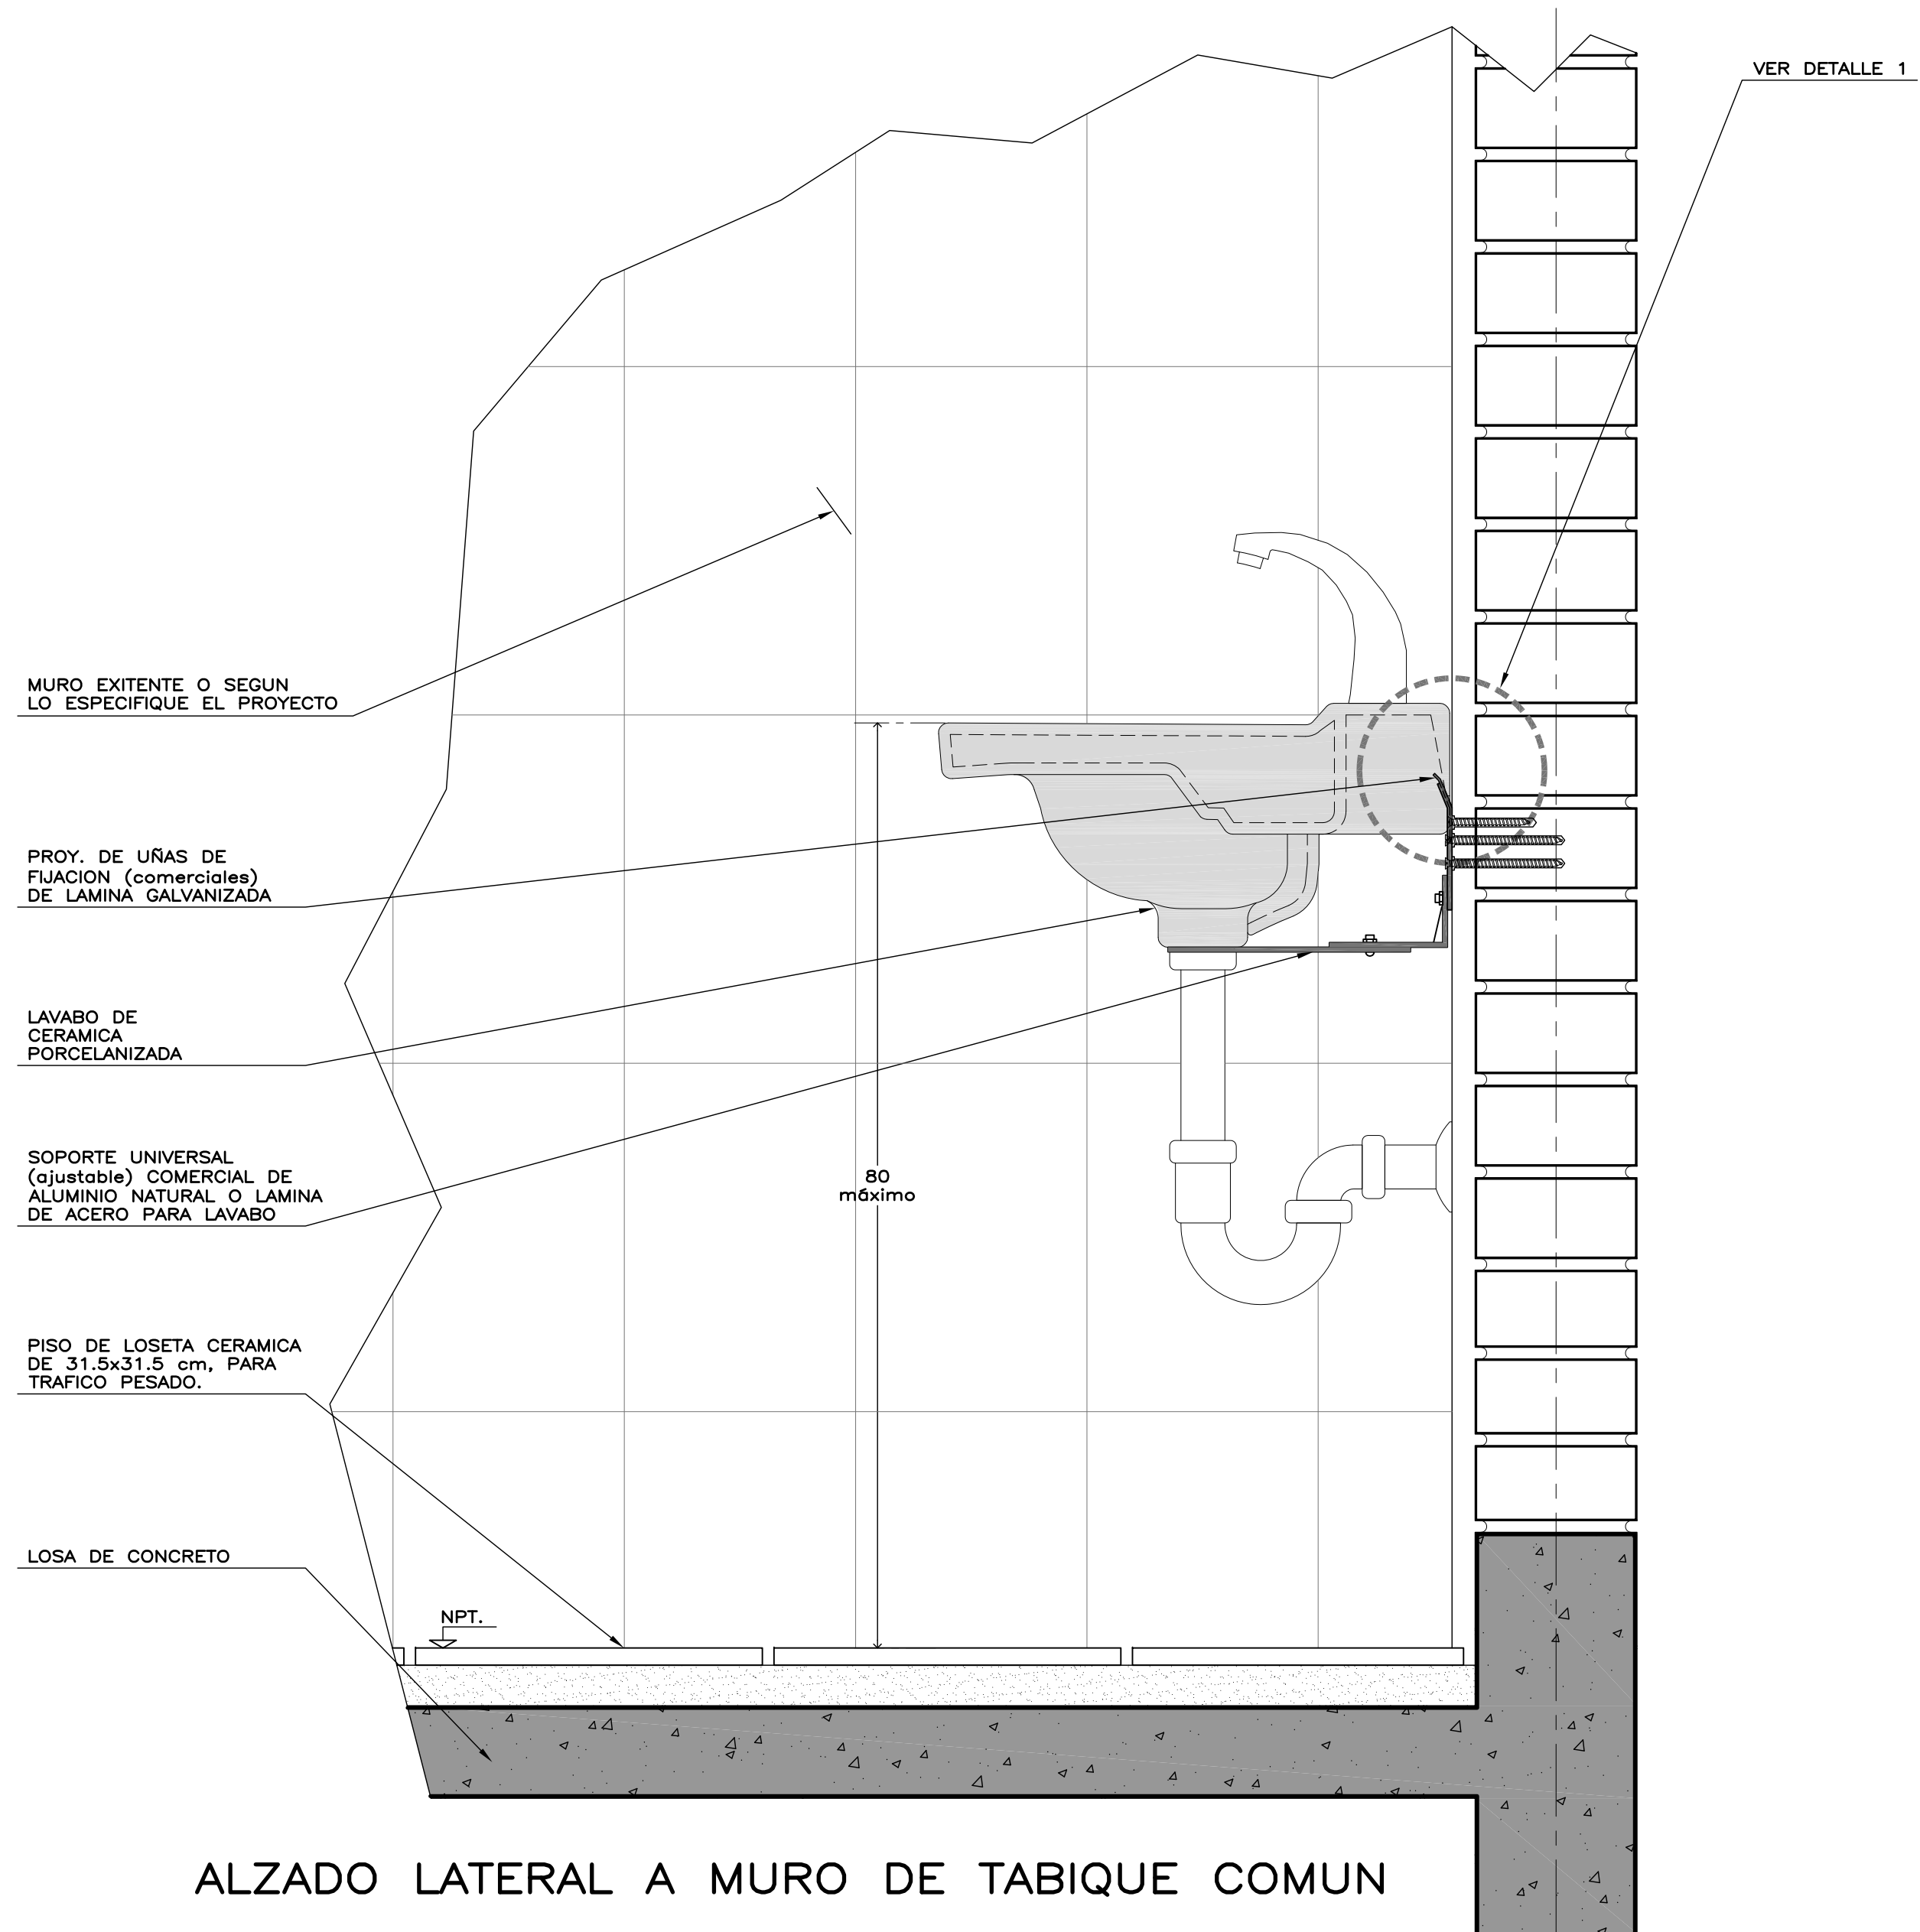 VER DETALLE 1
MURO EXITENTE O SEGUN
LO ESPECIFIQUE EL PROYECTO
PROY. DE UÑAS DE
FIJACION (comerciales)
DE LAMINA GALVANIZADA
LAVABO DE
CERAMICA
PORCELANIZADA
SOPORTE UNIVERSAL
(ajustable) COMERCIAL DE
ALUMINIO NATURAL O LAMINA
DE ACERO PARA LAVABO
80
máximo
PISO DE LOSETA CERAMICA
DE 31.5x31.5 cm, PARA
TRAFICO PESADO.
LOSA DE CONCRETO
NPT.
ALZADO LATERAL A MURO DE TABIQUE COMUN